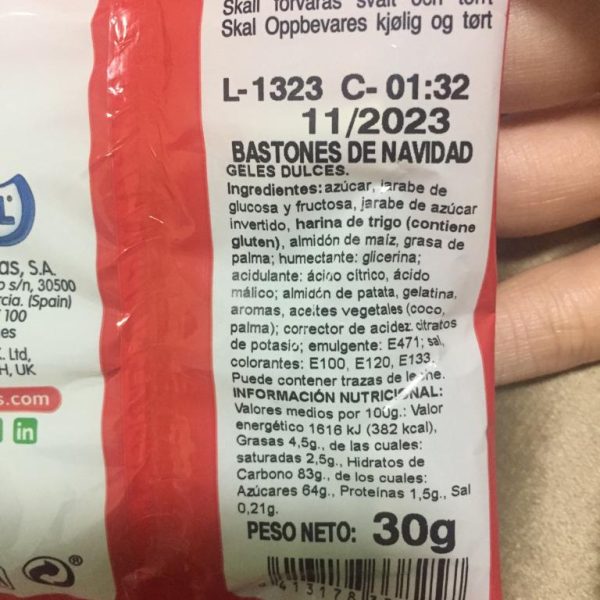 Skall förvaras svalt och torrt
Skal Oppbevares kjølig og tørt
L-1323 C- 01:32
11/2023
BASTONES DE NAVIDAD
GELES DULCES.
Ingredientes: azúcar, jarabe de
glucosa y fructosa, jarabe de azúcar
invertido, harina de trigo (contiene
gluten), almidón de maíz, grasa de
palma; humectante: glicerina;
acidulante: ácido cítrico, ácido
málico; almidón de patata, gelatina,
aromas, aceites vegetales (coco,
palma); corrector de acidez: citratos
de potasio; emulgente: E471; sal,
colorantes: E100, E120, E133.
Puede contener trazas de leche.
INFORMACIÓN NUTRICIONAL:
Valores medios por 100g.: Valor
energético 1616 kJ (382 kcal),
Grasas 4,5g., de las cuales:
saturadas 2,5g., Hidratos de
Carbono 83g., de los cuales:
Azúcares 64g., Proteínas 1,5g., Sal
0,21g.
PESO NETO: 30g
as, S.A.
o s/n, 30500
rcia. (Spain)
100
es
. Ltd,
H, UK
s.com
in